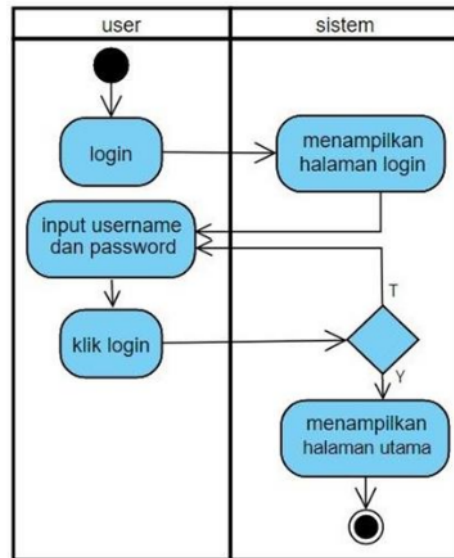 user
sistem
login
menampilkan
halaman login
input username
dan password
T
klik login
Y
menampilkan
halaman utama